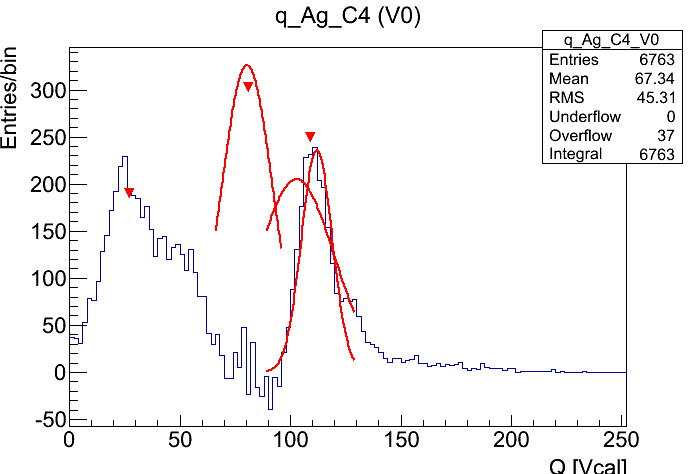 q_Ag_C4 (V0)
q_Ag_C4_V0
Entries 6763
Mean 67.34
RMS 45.31
Underflow 0
Overflow 37
Integral 6763
Entries/bin
300
250
200
150
100
50
0
-50
0 50 100 150 200 250
Q [Vcal]